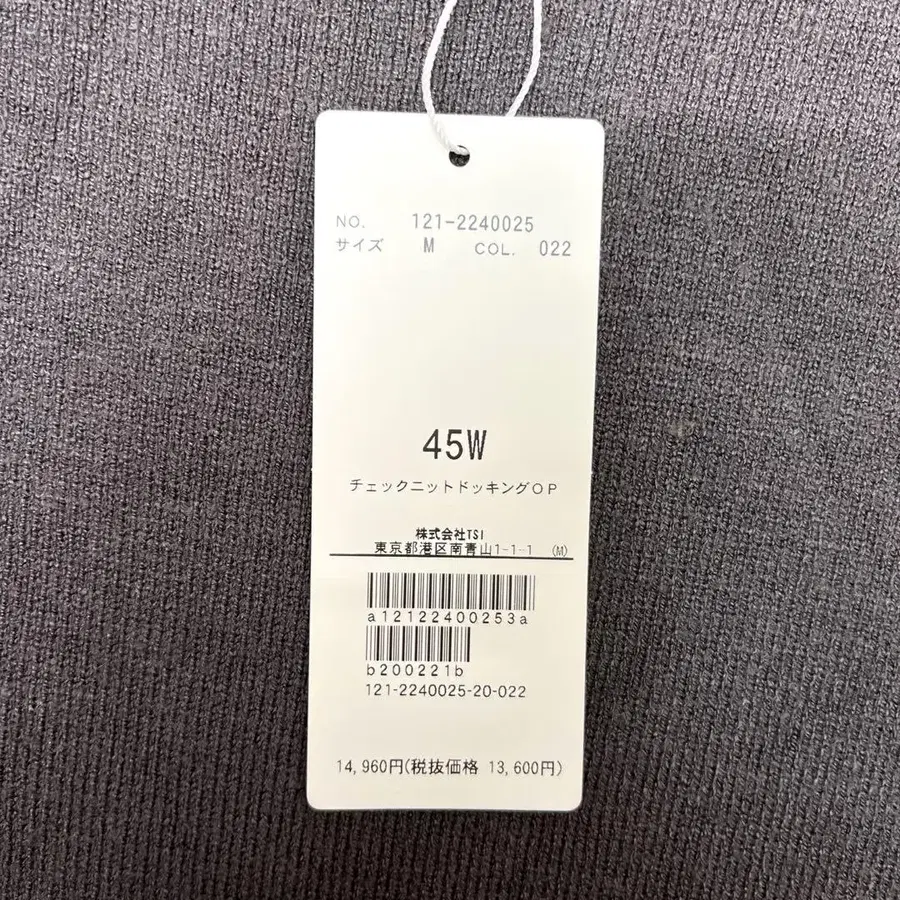 NO. 121-2240025
サイズ M COL. 022
45W
チェックニットドッキングOP
株式会社TSI
東京都港区南青山1-1-1 (M)
a12122400253a
b200221b
121-2240025-20-022
14,960円(税抜価格 13,600円)